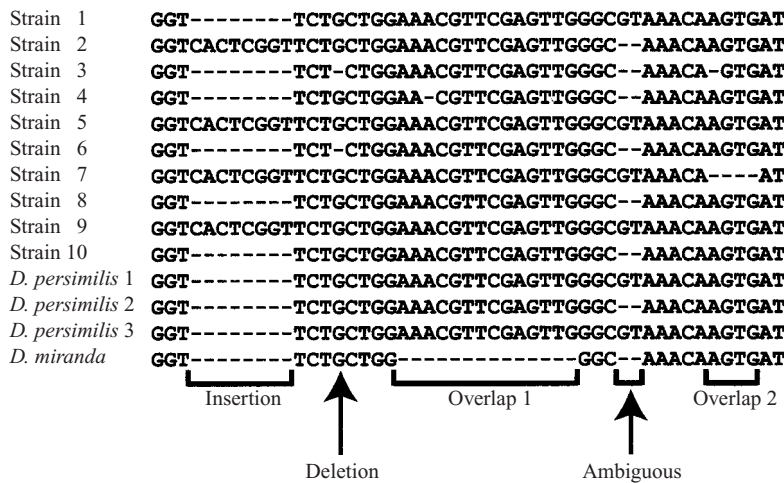 Strain 1 GGT--------TCTGCTGGAAACGTTCGAGTTGGGCGTAAACAAGTGAT
Strain 2 GGTCACTCGGTTCTGCTGGAAACGTTCGAGTTGGGC--AAACAAGTGAT
Strain 3 GGT--------TCT-CTGGAAACGTTCGAGTTGGGC--AAACA-GTGAT
Strain 4 GGT--------TCTGCTGGAA-CGTTCGAGTTGGGC--AAACAAGTGAT
Strain 5 GGTCACTCGGTTCTGCTGGAAACGTTCGAGTTGGGCGTAAACAAGTGAT
Strain 6 GGT--------TCT-CTGGAAACGTTCGAGTTGGGC--AAACAAGTGAT
Strain 7 GGTCACTCGGTTCTGCTGGAAACGTTCGAGTTGGGCGTAAACA----AT
Strain 8 GGT--------TCTGCTGGAAACGTTCGAGTTGGGC--AAACAAGTGAT
Strain 9 GGTCACTCGGTTCTGCTGGAAACGTTCGAGTTGGGCGTAAACAAGTGAT
Strain 10 GGT--------TCTGCTGGAAACGTTCGAGTTGGGC--AAACAAGTGAT
D. persimilis 1 GGT--------TCTGCTGGAAACGTTCGAGTTGGGCGTAAACAAGTGAT
D. persimilis 2 GGT--------TCTGCTGGAAACGTTCGAGTTGGGC--AAACAAGTGAT
D. persimilis 3 GGT--------TCTGCTGGAAACGTTCGAGTTGGGCGTAAACAAGTGAT
D. miranda GGT--------TCTGCTGG--------------GGC--AAACAAGTGAT
Insertion Overlap 1 Overlap 2
Deletion Ambiguous